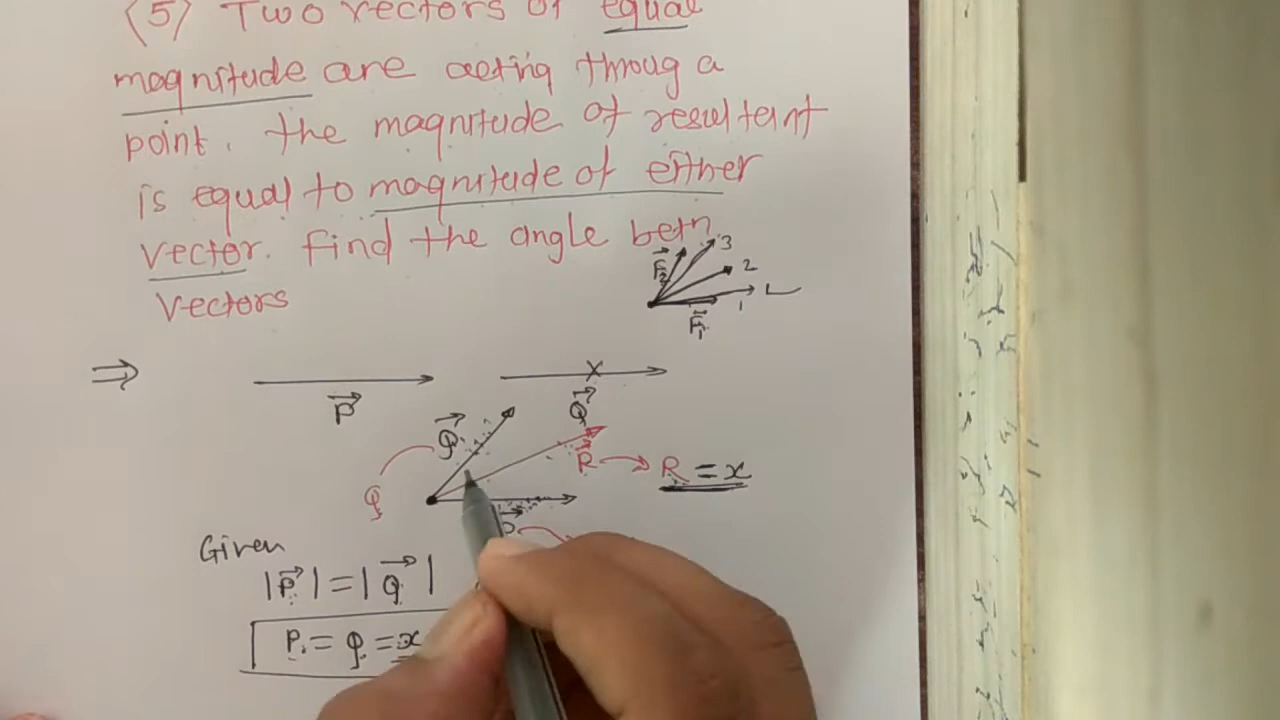 (5) Two vectors of equal
magnitude are acting throug a
point. The magnitude of resultant
is equal to magnitude of either
vector. Find the angle betn
vectors
F₂
3
2
1
F₁
⇒
P
Q
Q
R → R = x
Q
P
Given
|P| = |Q|
P = Q = x